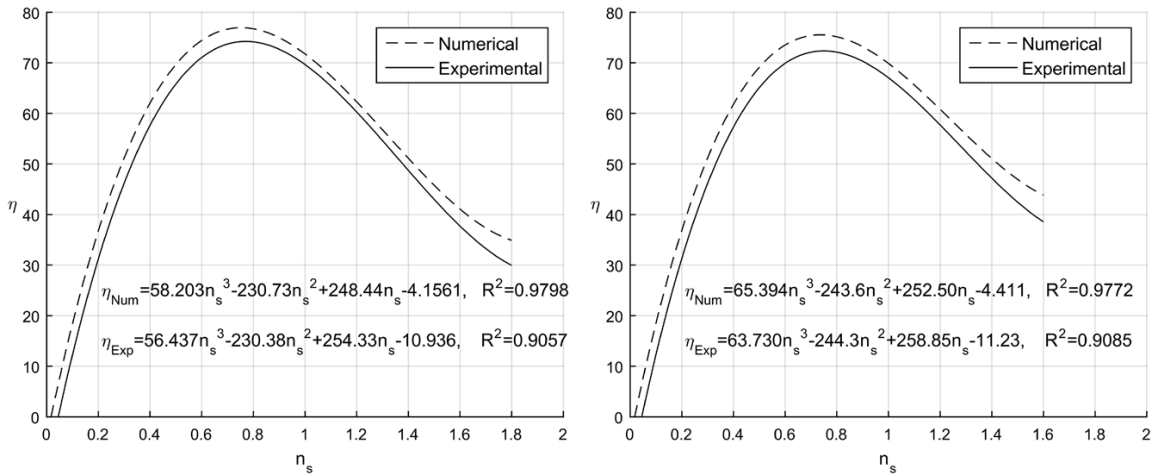 80
70
60
50
40
30
20
10
0
η
Numerical
Experimental
η_Num=58.203n_s^3-230.73n_s^2+248.44n_s-4.1561, R^2=0.9798
η_Exp=56.437n_s^3-230.38n_s^2+254.33n_s-10.936, R^2=0.9057
0 0.2 0.4 0.6 0.8 1 1.2 1.4 1.6 1.8 2
n_s
80
70
60
50
40
30
20
10
0
η
Numerical
Experimental
η_Num=65.394n_s^3-243.6n_s^2+252.50n_s-4.411, R^2=0.9772
η_Exp=63.730n_s^3-244.3n_s^2+258.85n_s-11.23, R^2=0.9085
0 0.2 0.4 0.6 0.8 1 1.2 1.4 1.6 1.8 2
n_s